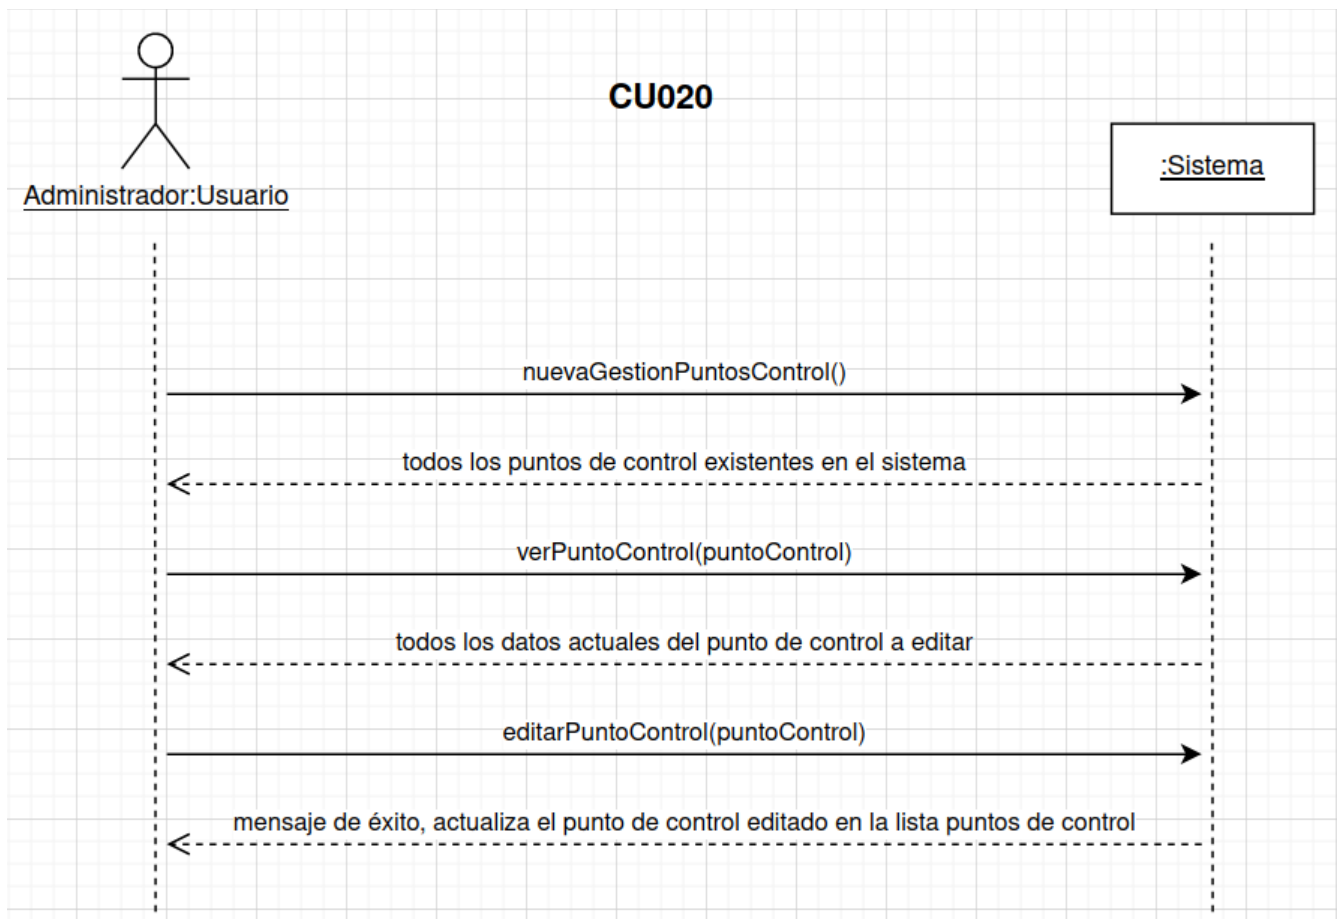 CU020
:Sistema
Administrador:Usuario
nuevaGestionPuntosControl()
todos los puntos de control existentes en el sistema
verPuntoControl(puntoControl)
todos los datos actuales del punto de control a editar
editarPuntoControl(puntoControl)
mensaje de éxito, actualiza el punto de control editado en la lista puntos de control